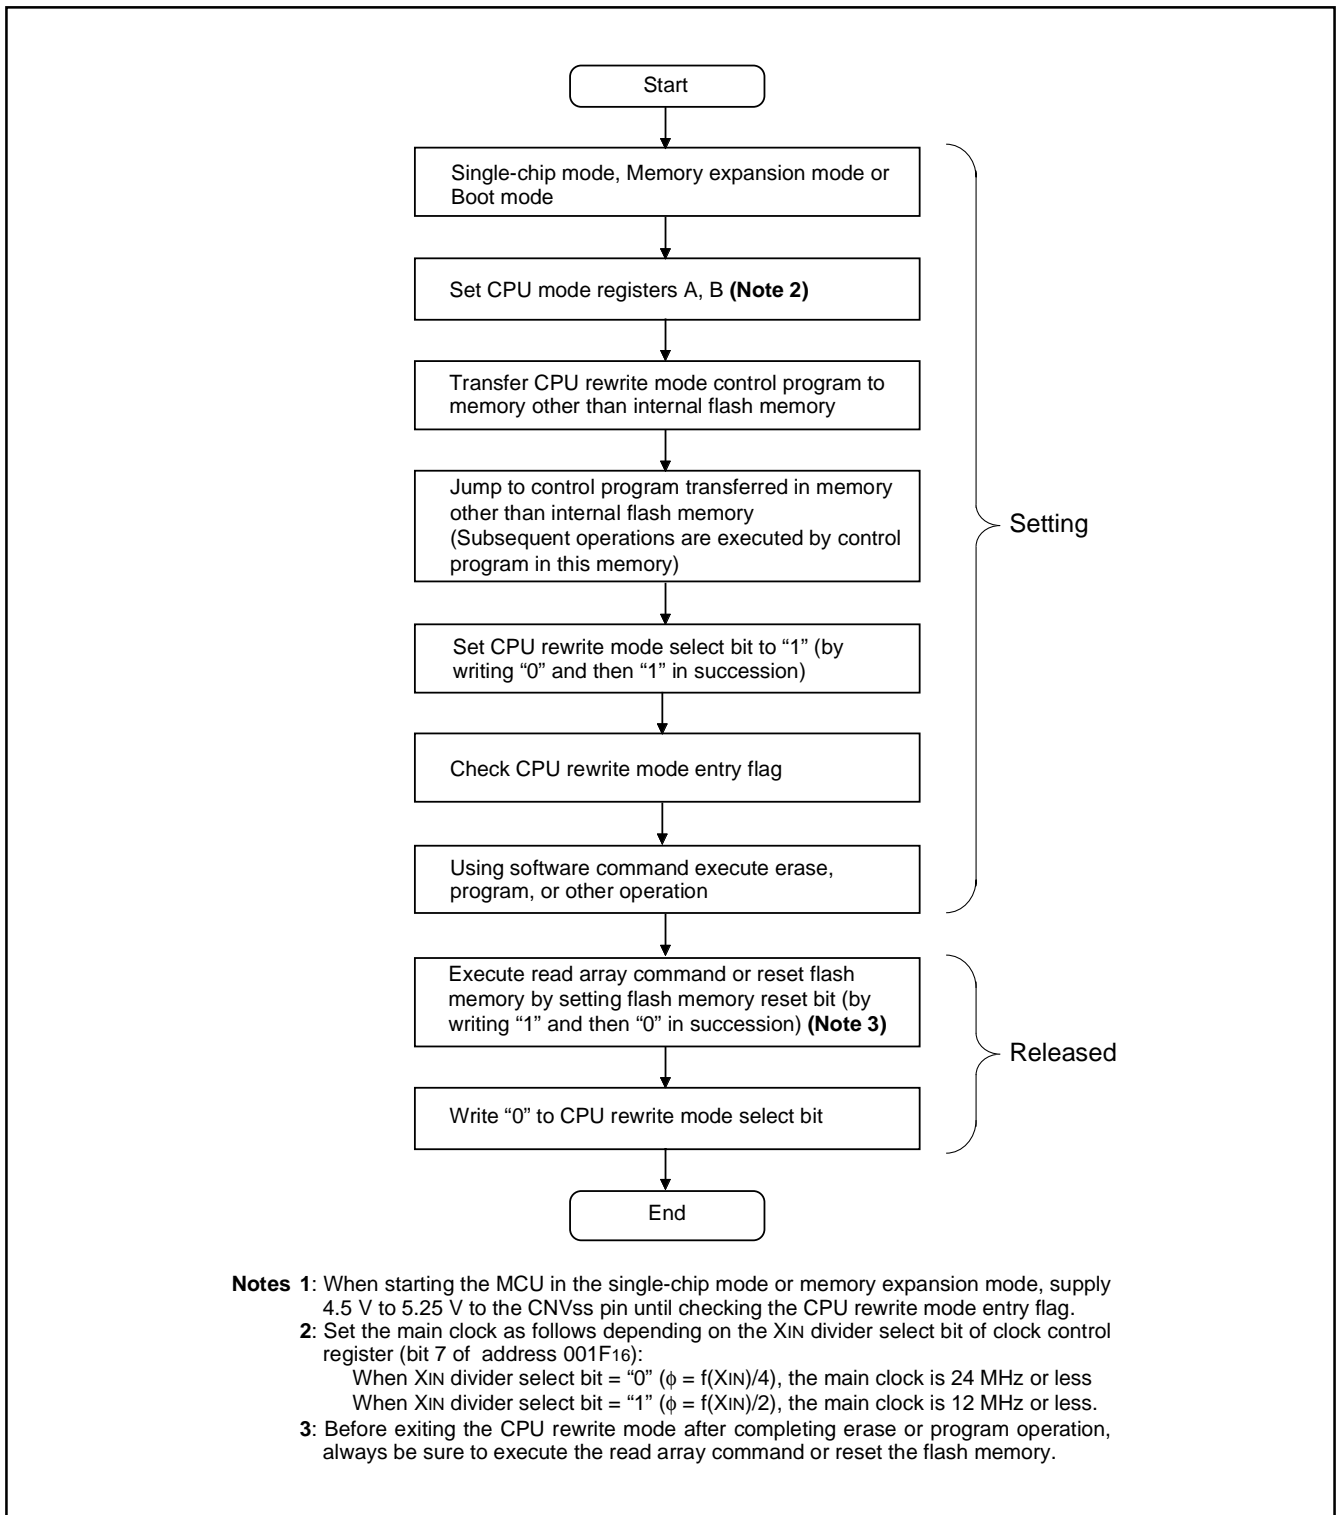 Start
Single-chip mode, Memory expansion mode or
Boot mode
Set CPU mode registers A, B (Note 2)
Transfer CPU rewrite mode control program to
memory other than internal flash memory
Jump to control program transferred in memory
other than internal flash memory
(Subsequent operations are executed by control
program in this memory)
Setting
Set CPU rewrite mode select bit to “1” (by
writing “0” and then “1” in succession)
Check CPU rewrite mode entry flag
Using software command execute erase,
program, or other operation
Execute read array command or reset flash
memory by setting flash memory reset bit (by
writing “1” and then “0” in succession) (Note 3)
Released
Write “0” to CPU rewrite mode select bit
End
Notes 1: When starting the MCU in the single-chip mode or memory expansion mode, supply
4.5 V to 5.25 V to the CNVss pin until checking the CPU rewrite mode entry flag.
2: Set the main clock as follows depending on the XIN divider select bit of clock control
register (bit 7 of address 001F16):
When XIN divider select bit = “0” (ϕ = f(XIN)/4), the main clock is 24 MHz or less
When XIN divider select bit = “1” (ϕ = f(XIN)/2), the main clock is 12 MHz or less.
3: Before exiting the CPU rewrite mode after completing erase or program operation,
always be sure to execute the read array command or reset the flash memory.